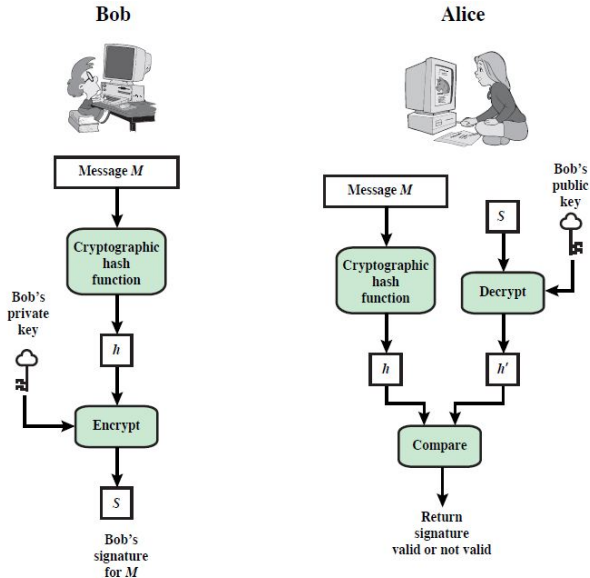 Bob
Message M
Cryptographic
hash
function
Bob's
private
key
h
Encrypt
S
Bob's
signature
for M
Alice
Message M
Bob's
public
key
S
Cryptographic
hash
function
Decrypt
h
h'
Compare
Return
signature
valid or not valid